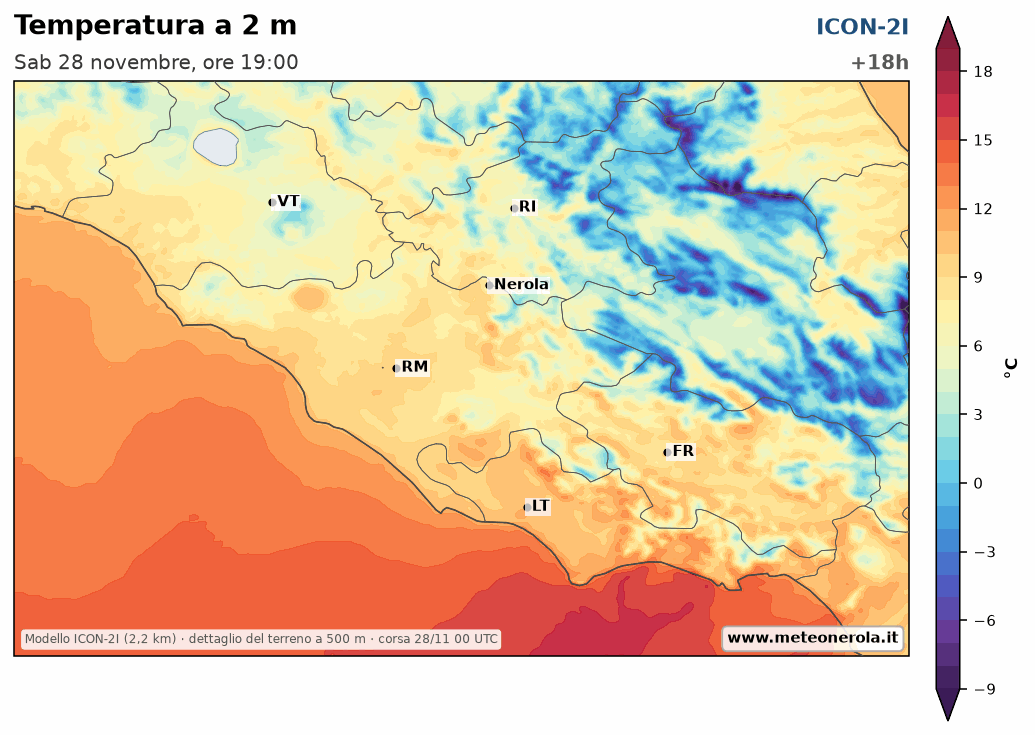 Temperatura a 2 m
ICON-2I
Sab 28 novembre, ore 19:00
+18h
VT
RI
Nerola
RM
FR
LT
18
15
12
9
6
3
0
−3
−6
−9
°C
Modello ICON-2I (2,2 km) · dettaglio del terreno a 500 m · corsa 28/11 00 UTC
www.meteonerola.it